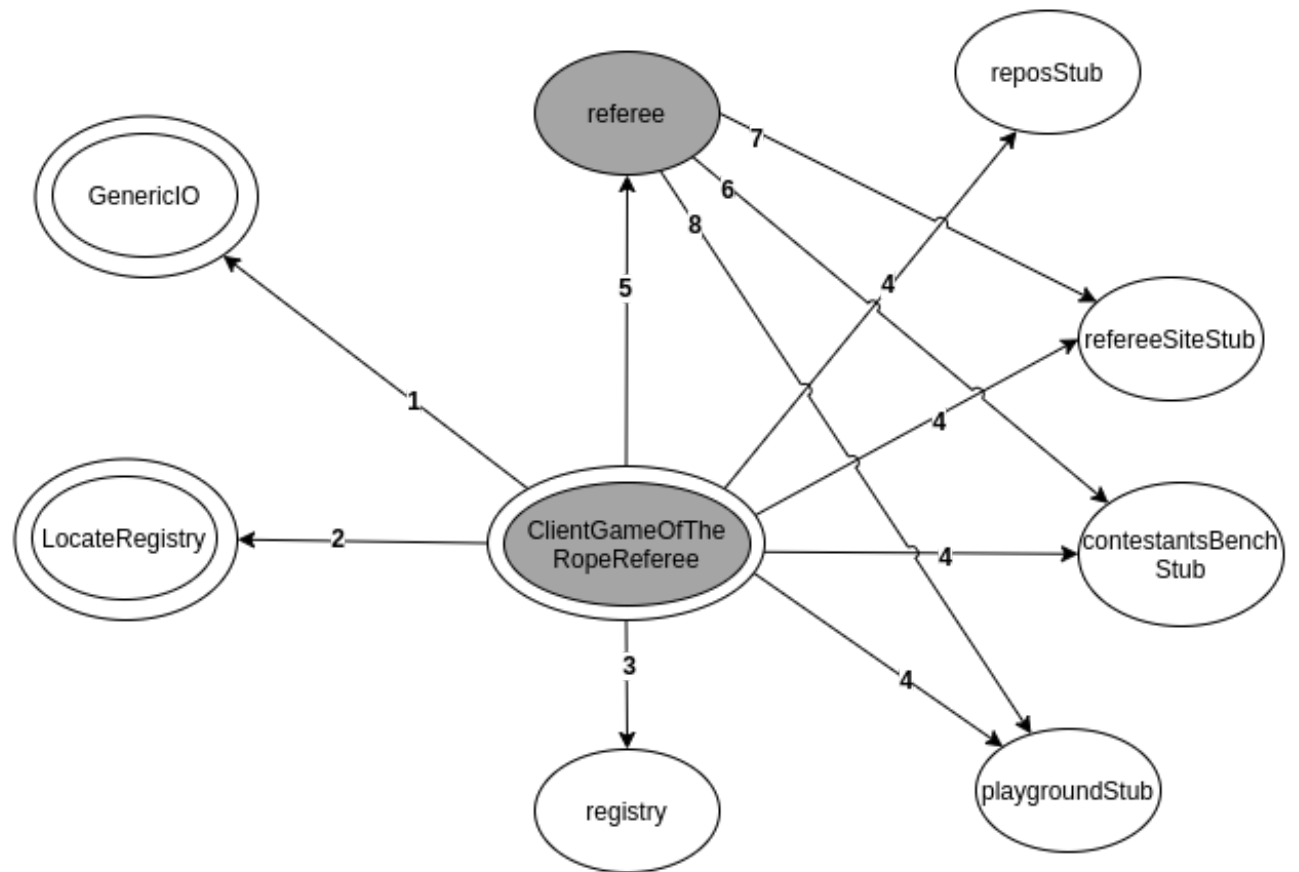 reposStub
referee
7
GenericIO
6
8
4
5
refereeSiteStub
1
4
ClientGameOfThe
RopeReferee
LocateRegistry
2
4
contestantsBench
Stub
3
4
playgroundStub
registry